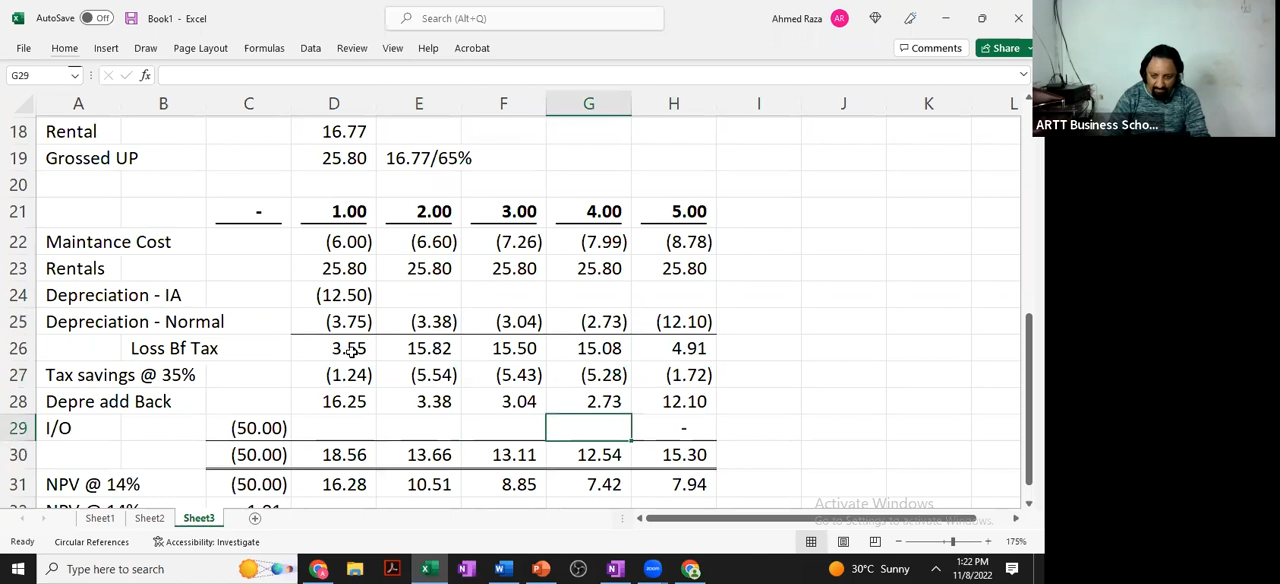 AutoSave Off Book1 - Excel Search (Alt+Q) Ahmed Raza AR
File Home Insert Draw Page Layout Formulas Data Review View Help Acrobat Comments Share
G29 fx
A B C D E F G H I J K L
18 Rental 16.77
19 Grossed UP 25.80 16.77/65%
20
21 - 1.00 2.00 3.00 4.00 5.00
22 Maintance Cost (6.00) (6.60) (7.26) (7.99) (8.78)
23 Rentals 25.80 25.80 25.80 25.80 25.80
24 Depreciation - IA (12.50)
25 Depreciation - Normal (3.75) (3.38) (3.04) (2.73) (12.10)
26 Loss Bf Tax 3.55 15.82 15.50 15.08 4.91
27 Tax savings @ 35% (1.24) (5.54) (5.43) (5.28) (1.72)
28 Depre add Back 16.25 3.38 3.04 2.73 12.10
29 I/O (50.00) -
30 (50.00) 18.56 13.66 13.11 12.54 15.30
31 NPV @ 14% (50.00) 16.28 10.51 8.85 7.42 7.94
Activate Windows
Go to Settings to activate Windows.
Sheet1 Sheet2 Sheet3
Ready Circular References Accessibility: Investigate 175%
Type here to search 30°C Sunny 1:22 PM
11/8/2022
ARTT Business Scho...